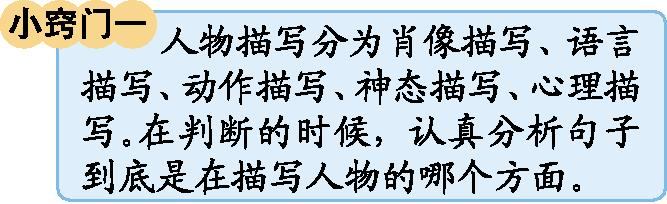 小窍门一
人物描写分为肖像描写、语言
描写、动作描写、神态描写、心理描
写。在判断的时候，认真分析句子
到底是在描写人物的哪个方面。